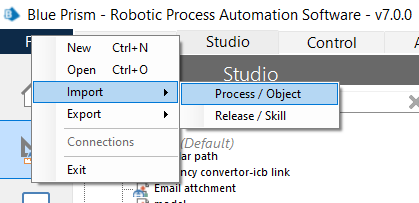 Blue Prism - Robotic Process Automation Software - v7.0.0
Studio Control A
New Ctrl+N
Open Ctrl+O
Import
Export
Connections
Exit
Studio
Process / Object
Release / Skill
(Default)
ar path
ncy convertor-icb link
Email attchment